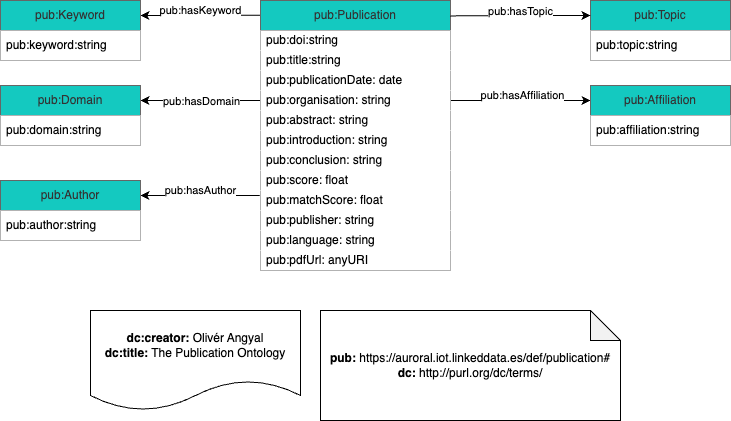 pub:Keyword
pub:keyword:string
pub:hasKeyword
pub:Publication
pub:doi:string
pub:title:string
pub:publicationDate: date
pub:organisation: string
pub:abstract: string
pub:introduction: string
pub:conclusion: string
pub:score: float
pub:matchScore: float
pub:publisher: string
pub:language: string
pub:pdfUrl: anyURI
pub:hasTopic
pub:Topic
pub:topic:string
pub:Domain
pub:domain:string
pub:hasDomain
pub:hasAffiliation
pub:Affiliation
pub:affiliation:string
pub:Author
pub:author:string
pub:hasAuthor
dc:creator: Olivér Angyal
dc:title: The Publication Ontology
pub: https://auroral.iot.linkeddata.es/def/publication#
dc: http://purl.org/dc/terms/